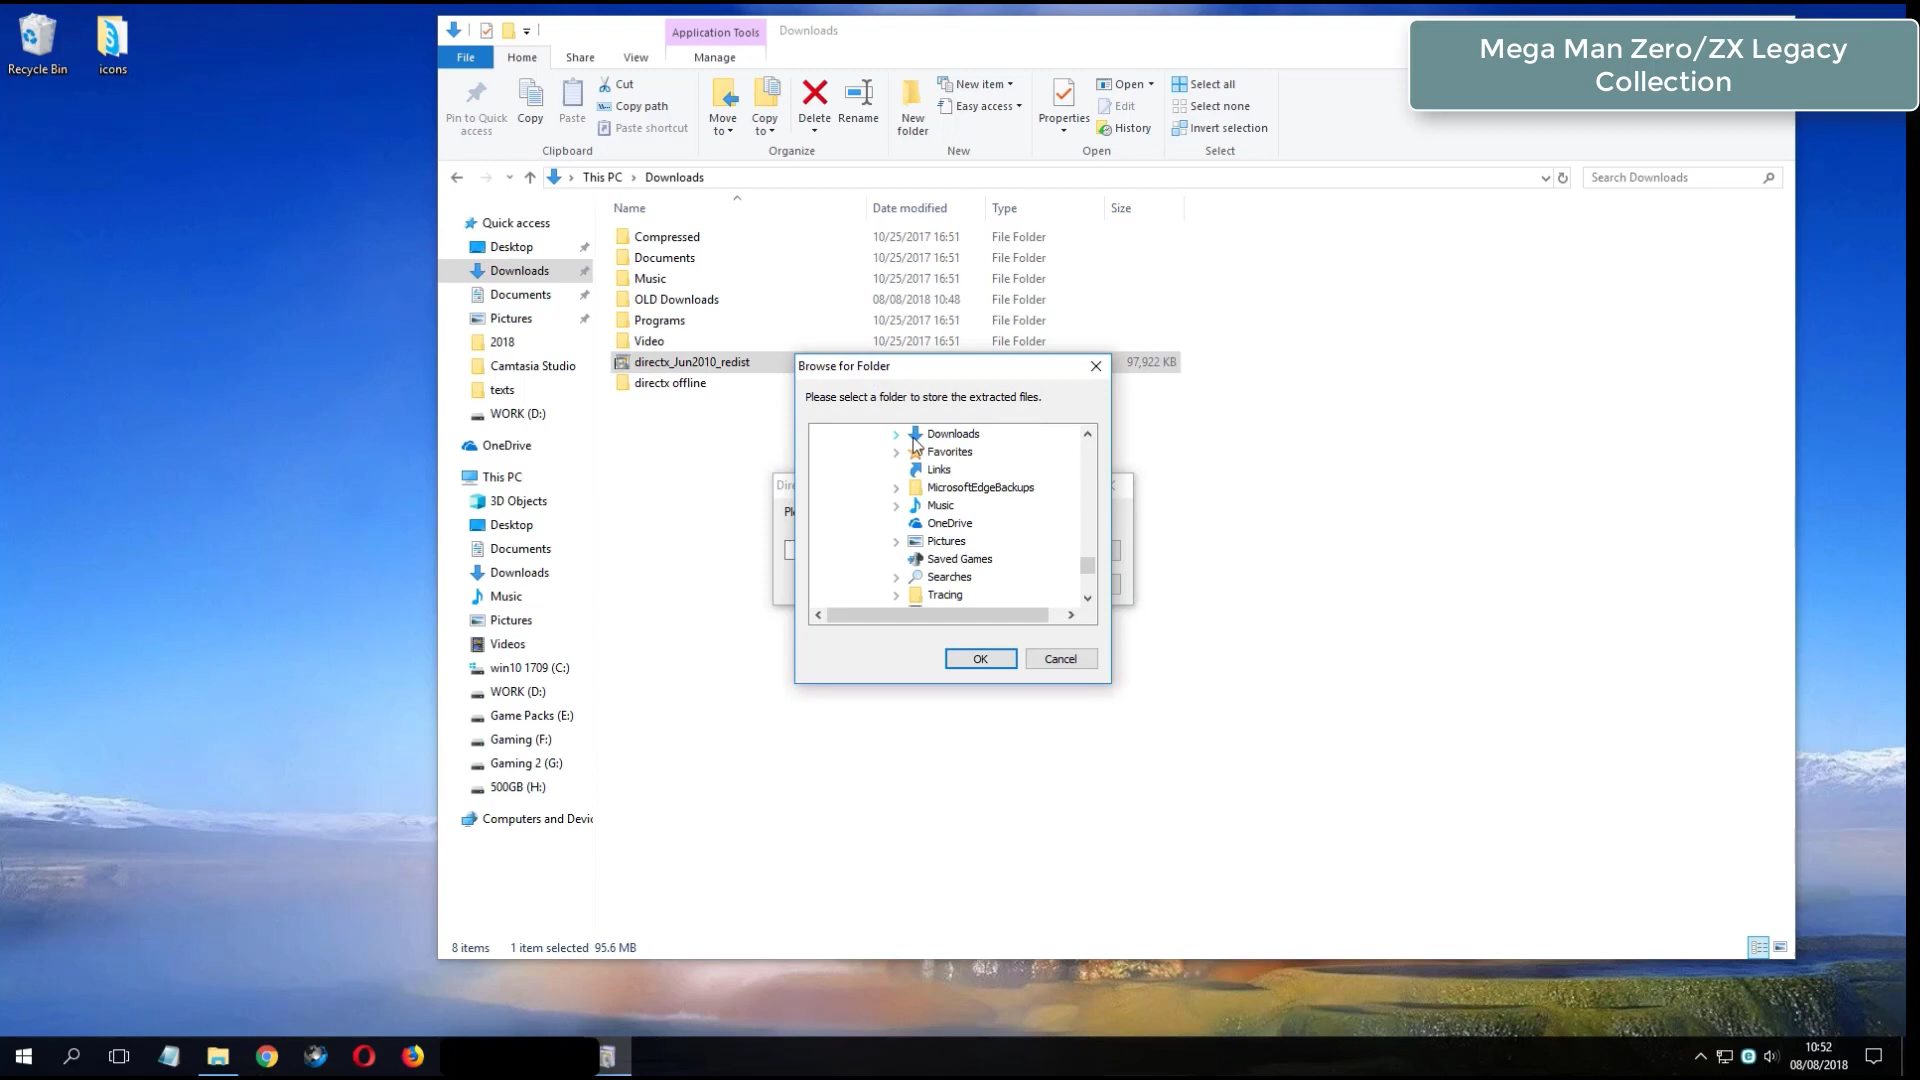 Recycle Bin
icons
Application Tools
Downloads
File
Home
Share
View
Manage
Mega Man Zero/ZX Legacy
Collection
Pin to Quick
access
Copy
Paste
Cut
Copy path
Paste shortcut
Clipboard
Move
to
Copy
to
Delete
Rename
Organize
New
folder
New item
Easy access
New
Properties
Open
Edit
History
Open
Select all
Select none
Invert selection
Select
This PC
Downloads
Search Downloads
Name
Date modified
Type
Size
Compressed 10/25/2017 16:51 File Folder
Documents 10/25/2017 16:51 File Folder
Music 10/25/2017 16:51 File Folder
OLD Downloads 08/08/2018 10:48 File Folder
Programs 10/25/2017 16:51 File Folder
Video 10/25/2017 16:51 File Folder
directx_Jun2010_redist 97,922 KB
directx offline
Quick access
Desktop
Downloads
Documents
Pictures
2018
Camtasia Studio
texts
WORK (D:)
OneDrive
This PC
3D Objects
Desktop
Documents
Downloads
Music
Pictures
Videos
win10 1709 (C:)
WORK (D:)
Game Packs (E:)
Gaming (F:)
Gaming 2 (G:)
500GB (H:)
Computers and Devic
Browse for Folder
Please select a folder to store the extracted files.
Downloads
Favorites
Links
MicrosoftEdgeBackups
Music
OneDrive
Pictures
Saved Games
Searches
Tracing
OK
Cancel
8 items
1 item selected 95.6 MB
10:52
08/08/2018